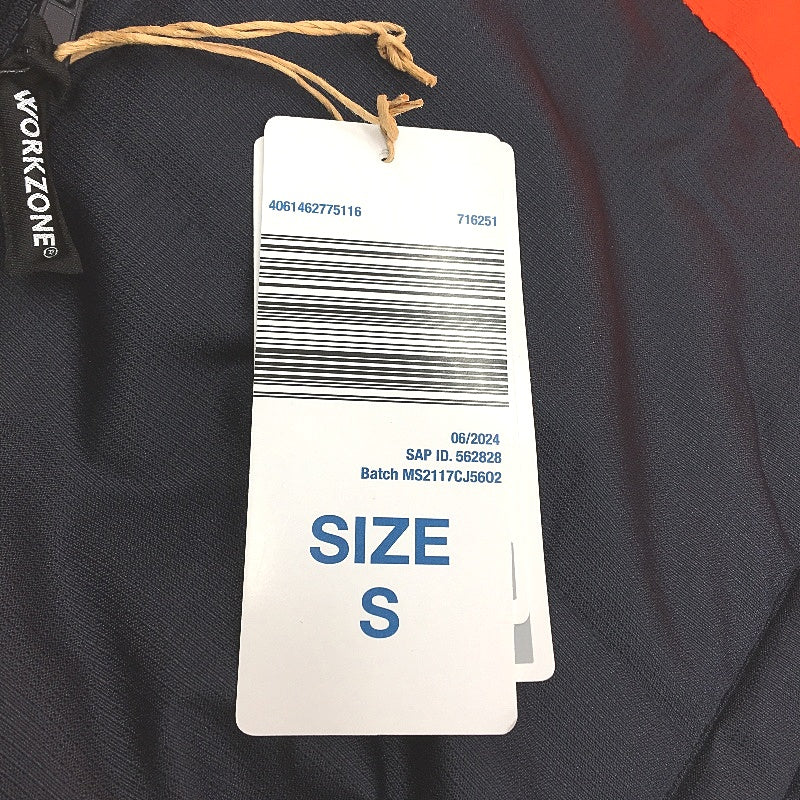 WORKZONE®
4061462775116
716251
06/2024
SAP ID. 562828
Batch MS2117CJ5602
SIZE
S